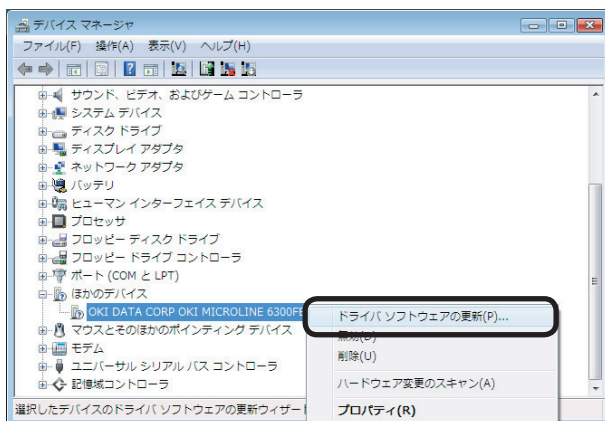 デバイス マネージャ
ファイル(F) 操作(A) 表示(V) ヘルプ(H)
サウンド、ビデオ、およびゲーム コントローラ
システム デバイス
ディスク ドライブ
ディスプレイ アダプタ
ネットワーク アダプタ
バッテリ
ヒューマン インターフェイス デバイス
プロセッサ
フロッピー ディスク ドライブ
フロッピー ドライブ コントローラ
ポート (COM と LPT)
ほかのデバイス
OKI DATA CORP OKI MICROLINE 6300FB
マウスとそのほかのポインティング デバイス
モデム
ユニバーサル シリアル バス コントローラ
記憶域コントローラ
ドライバ ソフトウェアの更新(P)...
無効(D)
削除(U)
ハードウェア変更のスキャン(A)
プロパティ(R)
選択したデバイスのドライバ ソフトウェアの更新ウィザード